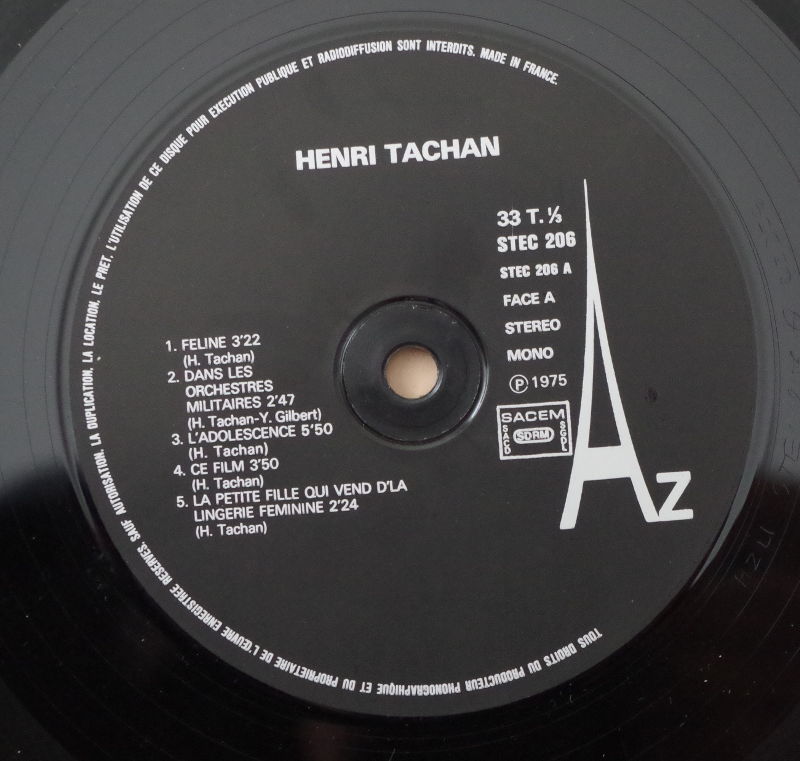 TOUS DROITS DU PRODUCTEUR PHONOGRAPHIQUE ET DU PROPRIETAIRE DE L'ŒUVRE ENREGISTREE RESERVES. SAUF AUTORISATION, LA DUPLICATION, LA LOCATION, LE PRET, L'UTILISATION DE CE DISQUE POUR EXECUTION PUBLIQUE ET RADIODIFFUSION SONT INTERDITS. MADE IN FRANCE.
HENRI TACHAN
33 T. ⅓
STEC 206
STEC 206 A
FACE A
STEREO
MONO
Ⓟ 1975
SACEM
SACD
SDRM
SGDL
AZ
1. FELINE 3'22
(H. Tachan)
2. DANS LES
ORCHESTRES
MILITAIRES 2'47
(H. Tachan-Y. Gilbert)
3. L'ADOLESCENCE 5'50
(H. Tachan)
4. CE FILM 3'50
(H. Tachan)
5. LA PETITE FILLE QUI VEND D'LA
LINGERIE FEMININE 2'24
(H. Tachan)